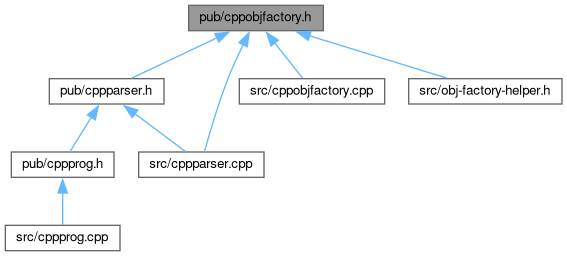 pub/cppobjfactory.h
pub/cppparser.h
src/cppobjfactory.cpp
src/obj-factory-helper.h
pub/cppprog.h
src/cppparser.cpp
src/cppprog.cpp